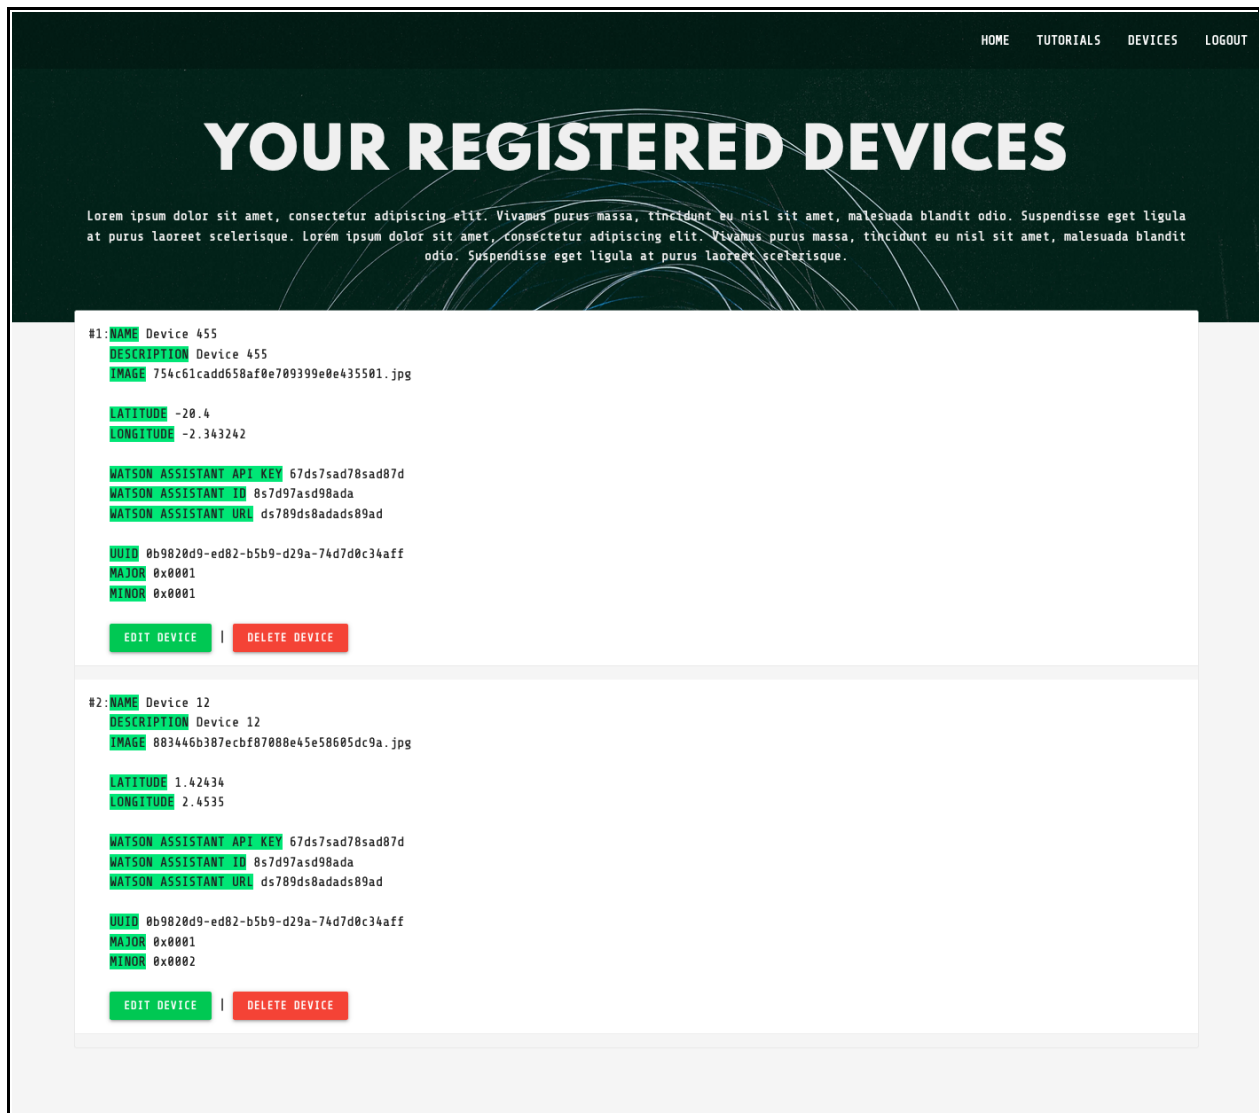 HOME TUTORIALS DEVICES LOGOUT
YOUR REGISTERED DEVICES
Lorem ipsum dolor sit amet, consectetur adipiscing elit. Vivamus purus massa, tincidunt eu nisl sit amet, malesuada blandit odio. Suspendisse eget ligula
at purus laoreet scelerisque. Lorem ipsum dolor sit amet, consectetur adipiscing elit. Vivamus purus massa, tincidunt eu nisl sit amet, malesuada blandit
odio. Suspendisse eget ligula at purus laoreet scelerisque.
#1:NAME Device 455
DESCRIPTION Device 455
IMAGE 754c61cadd658af0e709399e0e435501.jpg
LATITUDE -20.4
LONGITUDE -2.343242
WATSON ASSISTANT API KEY 67ds7sad78sad87d
WATSON ASSISTANT ID 8s7d97asd98ada
WATSON ASSISTANT URL ds789ds8adads89ad
UUID 0b9820d9-ed82-b5b9-d29a-74d7d0c34aff
MAJOR 0x0001
MINOR 0x0001
EDIT DEVICE | DELETE DEVICE
#2:NAME Device 12
DESCRIPTION Device 12
IMAGE 883446b387ecbf87088e45e58605dc9a.jpg
LATITUDE 1.42434
LONGITUDE 2.4535
WATSON ASSISTANT API KEY 67ds7sad78sad87d
WATSON ASSISTANT ID 8s7d97asd98ada
WATSON ASSISTANT URL ds789ds8adads89ad
UUID 0b9820d9-ed82-b5b9-d29a-74d7d0c34aff
MAJOR 0x0001
MINOR 0x0002
EDIT DEVICE | DELETE DEVICE